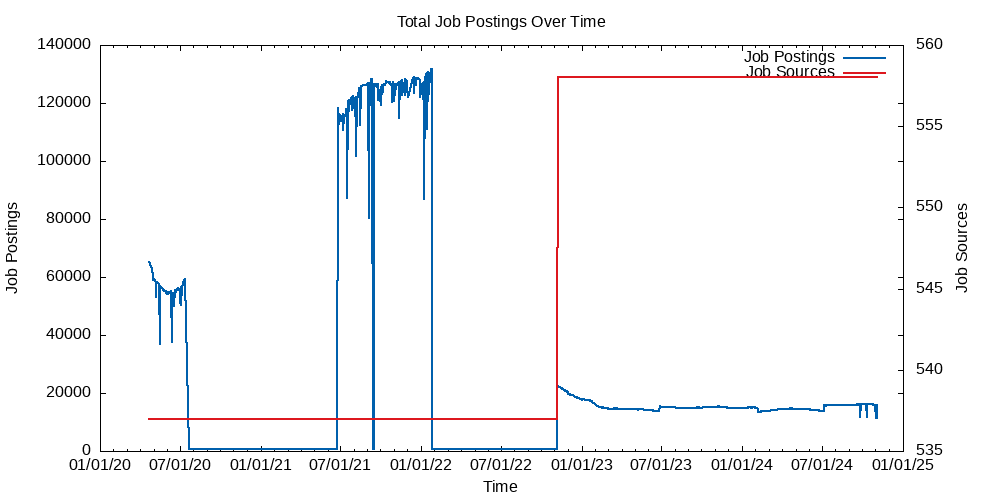 Total Job Postings Over Time
140000
120000
100000
80000
60000
40000
20000
0
560
555
550
545
540
535
Job Postings
Job Sources
Job Postings
Job Sources
01/01/20 07/01/20 01/01/21 07/01/21 01/01/22 07/01/22 01/01/23 07/01/23 01/01/24 07/01/24 01/01/25
Time